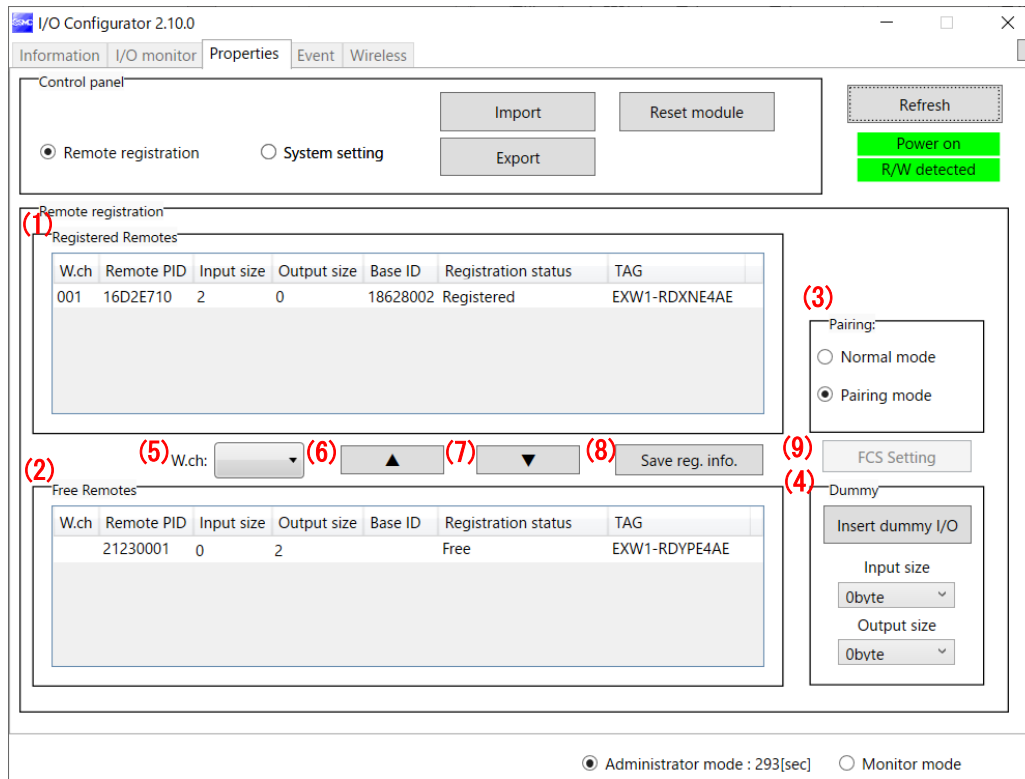 SMC I/O Configurator 2.10.0
Information I/O monitor Properties Event Wireless
Control panel
Import Reset module Refresh
Remote registration System setting Export
Power on
R/W detected
Remote registration
(1)
Registered Remotes
W.ch Remote PID Input size Output size Base ID Registration status TAG
001 16D2E710 2 0 18628002 Registered EXW1-RDXNE4AE
(3)
Pairing:
Normal mode
Pairing mode
(5) W.ch: (6) ▲ (7) ▼ (8) Save reg. info. (9) FCS Setting
(2)
Free Remotes
W.ch Remote PID Input size Output size Base ID Registration status TAG
21230001 0 2 Free EXW1-RDYPE4AE
(4)
Dummy
Insert dummy I/O
Input size
0byte
Output size
0byte
Administrator mode : 293[sec] Monitor mode